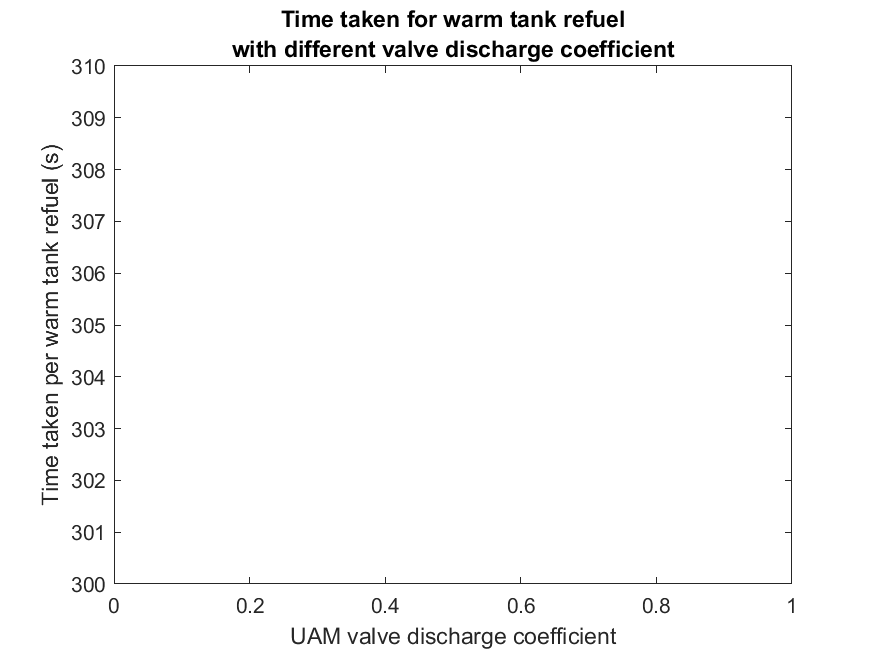 Time taken for warm tank refuel
with different valve discharge coefficient
Time taken per warm tank refuel (s)
310
309
308
307
306
305
304
303
302
301
300
0 0.2 0.4 0.6 0.8 1
UAM valve discharge coefficient